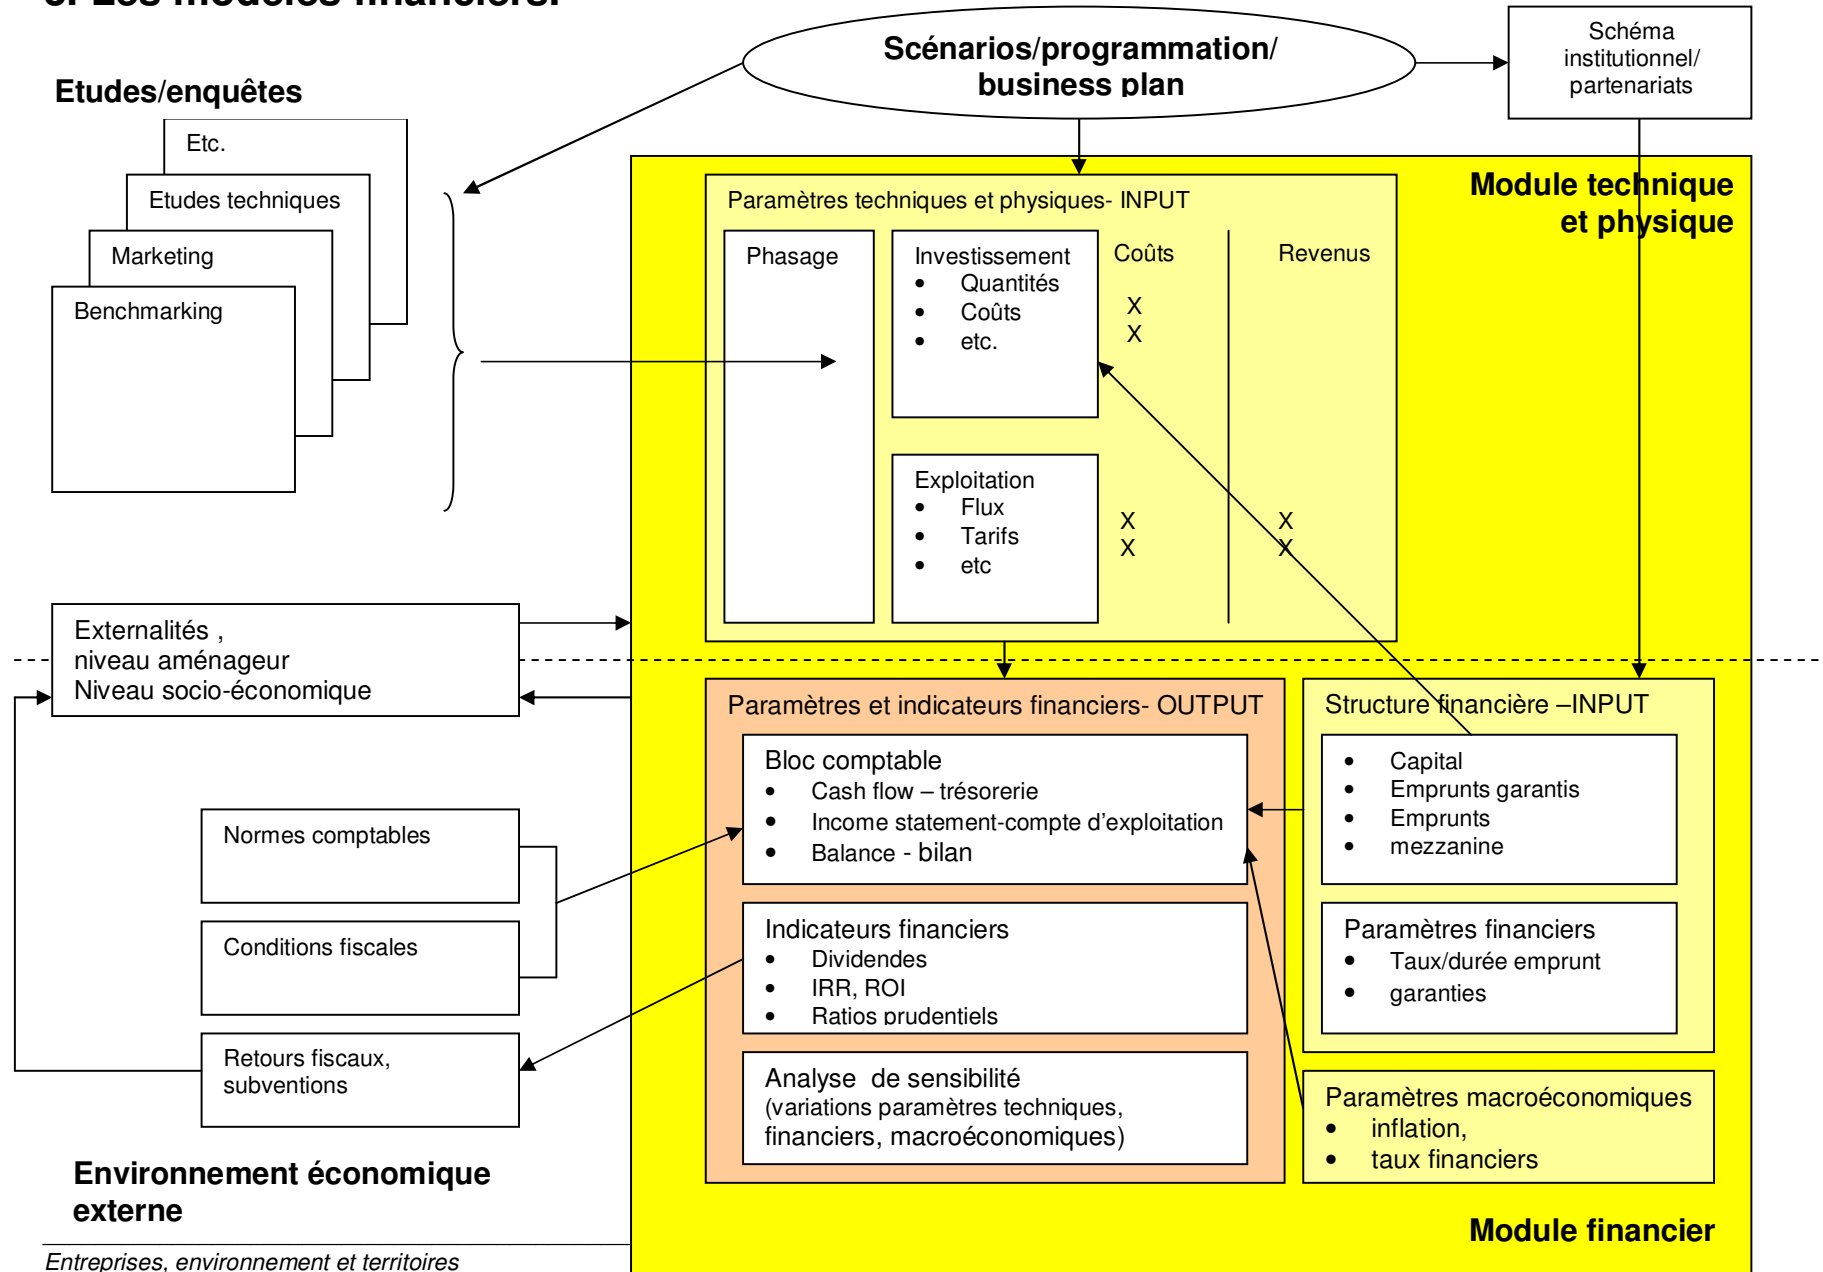 Les modèles financiers.
Scénarios/programmation/
business plan
Schéma
institutionnel/
partenariats
Etudes/enquêtes
Etc.
Etudes techniques
Marketing
Benchmarking
Module technique
et physique
Paramètres techniques et physiques- INPUT
Phasage
Investissement
• Quantités
• Coûts
• etc.
Coûts
Revenus
X
X
Exploitation
• Flux
• Tarifs
• etc
X X
X X
Externalités ,
niveau aménageur
Niveau socio-économique
Paramètres et indicateurs financiers- OUTPUT
Bloc comptable
• Cash flow – trésorerie
• Income statement-compte d'exploitation
• Balance - bilan
Indicateurs financiers
• Dividendes
• IRR, ROI
• Ratios prudentiels
Analyse de sensibilité
(variations paramètres techniques,
financiers, macroéconomiques)
Structure financière –INPUT
• Capital
• Emprunts garantis
• Emprunts
• mezzanine
Paramètres financiers
• Taux/durée emprunt
• garanties
Paramètres macroéconomiques
• inflation,
• taux financiers
Normes comptables
Conditions fiscales
Retours fiscaux,
subventions
Environnement économique
externe
Module financier
Entreprises, environnement et territoires